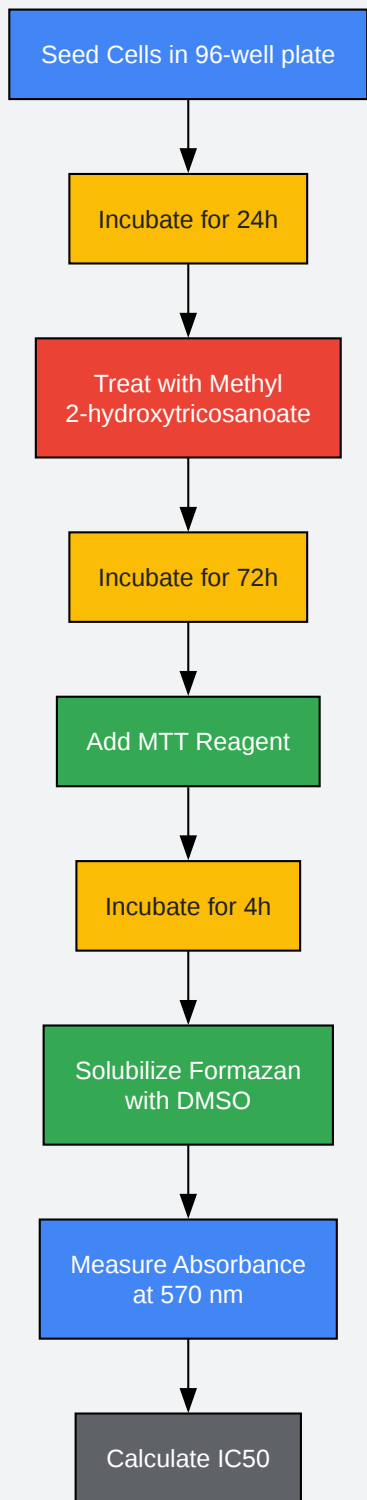 Seed Cells in 96-well plate
Incubate for 24h
Treat with Methyl
2-hydroxytricosanoate
Incubate for 72h
Add MTT Reagent
Incubate for 4h
Solubilize Formazan
with DMSO
Measure Absorbance
at 570 nm
Calculate IC50